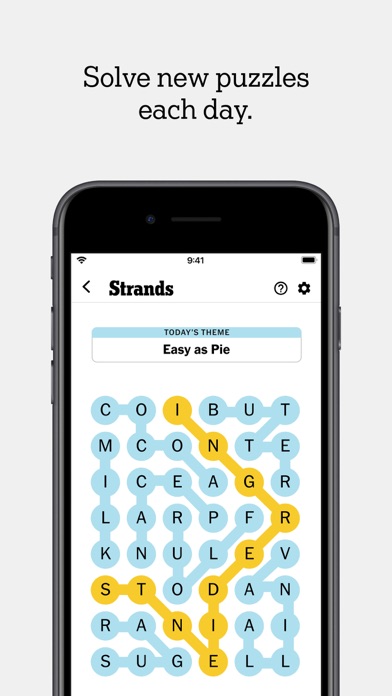 Solve new puzzles
each day.
9:41
Strands
TODAY'S THEME
Easy as Pie
C O I B U T
M C O N T E
I C E A G R
L A R P F R
K N U L E V
S T O D A N
R A N I A I
S U G E L L